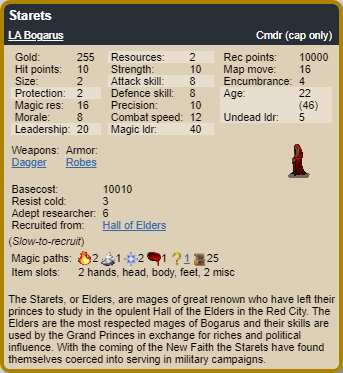 Starets
LA Bogarus Cmdr (cap only)
Gold: 255 Resources: 2 Rec points: 10000
Hit points: 10 Strength: 10 Map move: 16
Size: 2 Attack skill: 8 Encumbrance: 4
Protection: 2 Defence skill: 8 Age: 22
Magic res: 16 Precision: 10 (46)
Morale: 8 Combat speed: 12 Undead ldr: 5
Leadership: 20 Magic ldr: 40
Weapons: Armor:
Dagger Robes
Basecost: 10010
Resist cold: 3
Adept researcher: 6
Recruited from: Hall of Elders
(Slow-to-recruit)
Magic paths: 2 1 2 1 ?1 25
Item slots: 2 hands, head, body, feet, 2 misc
The Starets, or Elders, are mages of great renown who have left their
princes to study in the opulent Hall of the Elders in the Red City. The
Elders are the most respected mages of Bogarus and their skills are
used by the Grand Princes in exchange for riches and political
influence. With the coming of the New Faith the Starets have found
themselves coerced into serving in military campaigns.